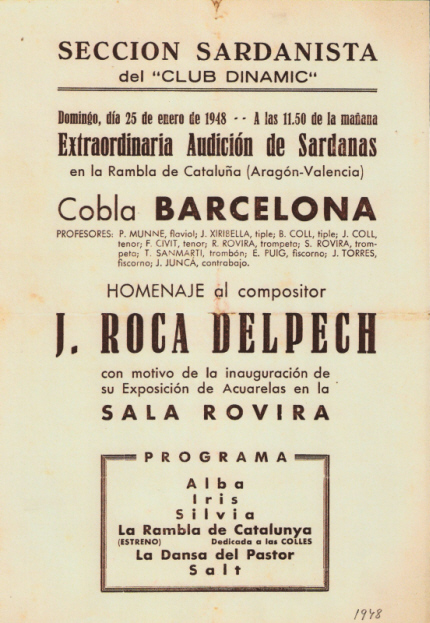 SECCION SARDANISTA
del "CLUB DINAMIC"
Domingo, día 25 de enero de 1948 -- A las 11.50 de la mañana
Extraordinaria Audición de Sardanas
en la Rambla de Cataluña (Aragón-Valencia)
Cobla BARCELONA
PROFESORES: P. MUNNE, flaviol; J. XIRIBELLA, tiple; B. COLL, tiple; J. COLL,
tenor; F. CIVIT, tenor; R. ROVIRA, trompeta; S. ROVIRA, trom-
peta; T. SANMARTI, trombón; E. PUIG, fiscorno; J. TORRES,
fiscorno; J. JUNCÀ, contrabajo.
HOMENAJE al compositor
J. ROCA DELPECH
con motivo de la inauguración de
su Exposición de Acuarelas en la
SALA ROVIRA
PROGRAMA
Alba
Iris
Silvia
La Rambla de Catalunya
(ESTRENO) Dedicada a las COLLES
La Dansa del Pastor
Salt
1948